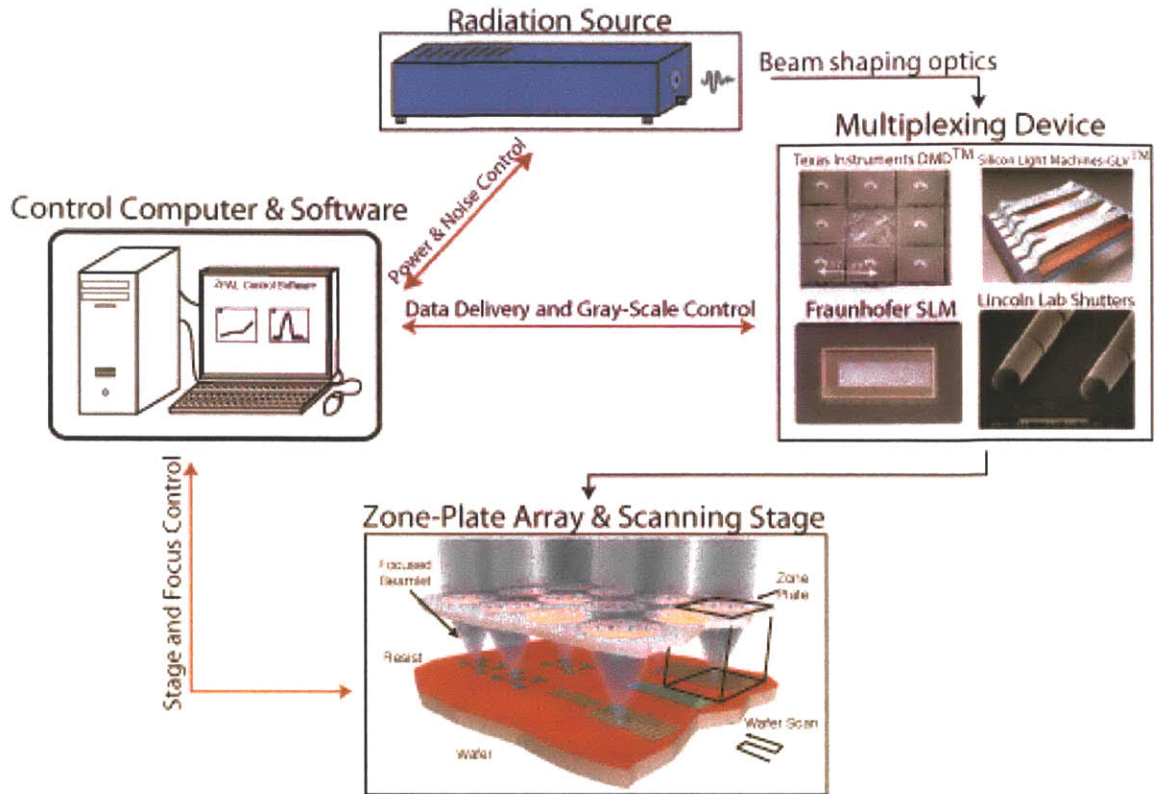 Radiation Source
Beam shaping optics
Multiplexing Device
Texas Instruments DMD™
Silicon Light Machines-GLV™
Fraunhofer SLM
Lincoln Lab Shutters
Power & Noise Control
Control Computer & Software
ZPAL Control Software
Data Delivery and Gray-Scale Control
Stage and Focus Control
Zone-Plate Array & Scanning Stage
Focused
Beamlet
Zone
Plate
Resist
Wafer Scan
Wafer